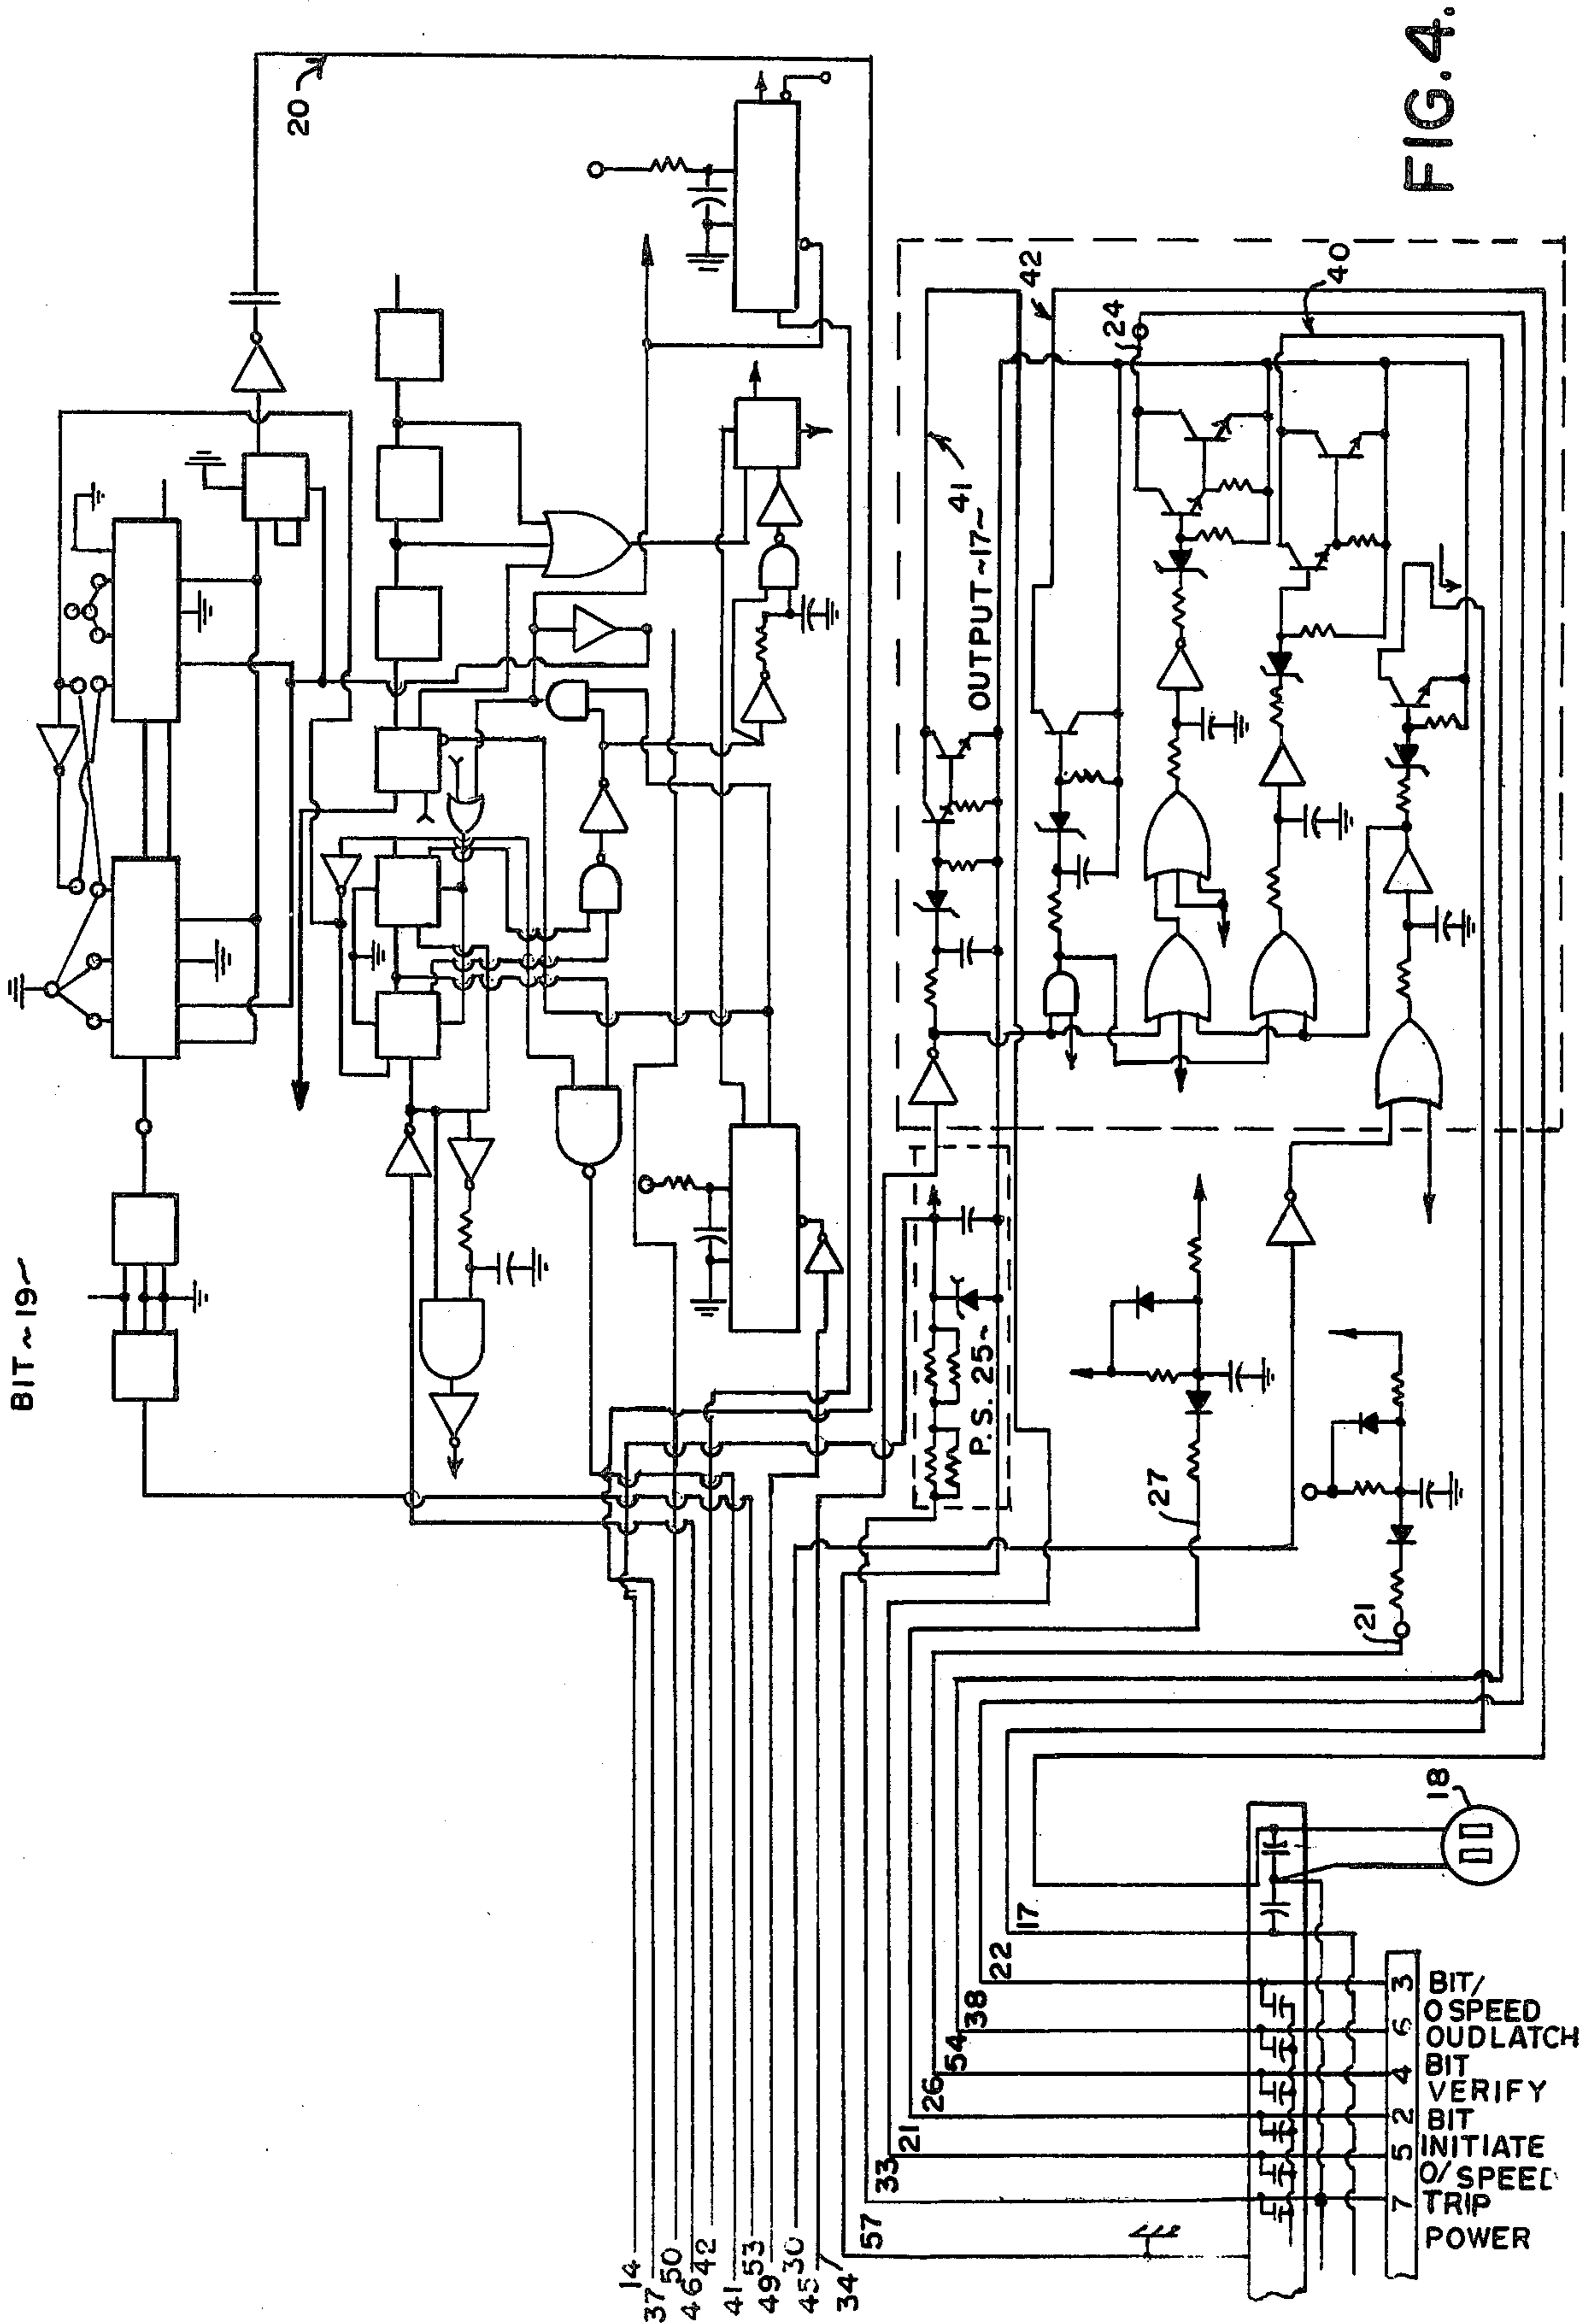 FIG.4.
BIT~19~
20
OUTPUT~17~
41
42
24
40
P.S. 25~
27
21
18
14
37
50
46
42
41
53
49
30
45
34
57
33
21
26
54
38
22
17
3
6
4
2
5
7
BIT/
O SPEED
OUDLATCH
BIT
VERIFY
BIT
INITIATE
O/SPEED
TRIP
POWER